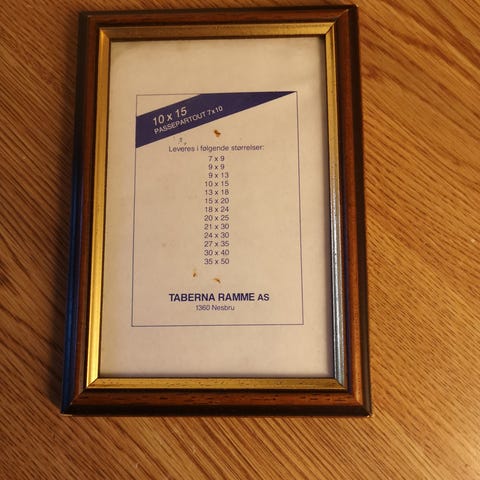 10 x 15
PASSEPARTOUT 7x10
Leveres i følgende størrelser:
7 x 9
9 x 9
9 x 13
10 x 15
13 x 18
15 x 20
18 x 24
20 x 25
21 x 30
24 x 30
27 x 35
30 x 40
35 x 50
TABERNA RAMME AS
1360 Nesbru